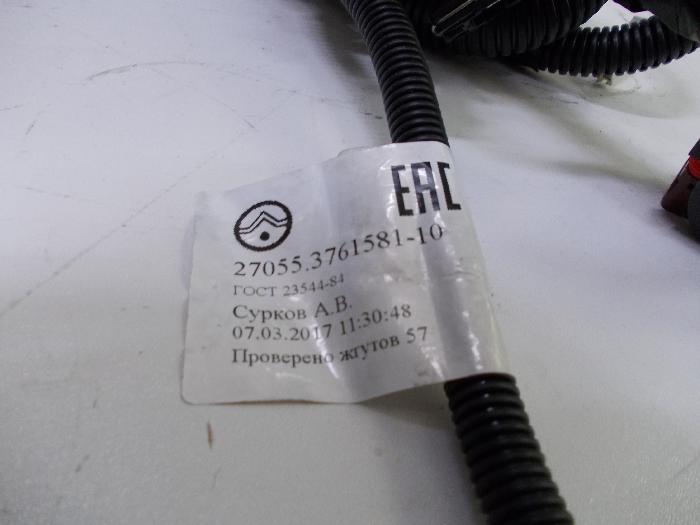 EAC
27055.3761581-10
ГОСТ 23544-84
Сурков А.В.
07.03.2017 11:30:48
Проверено жгутов 57